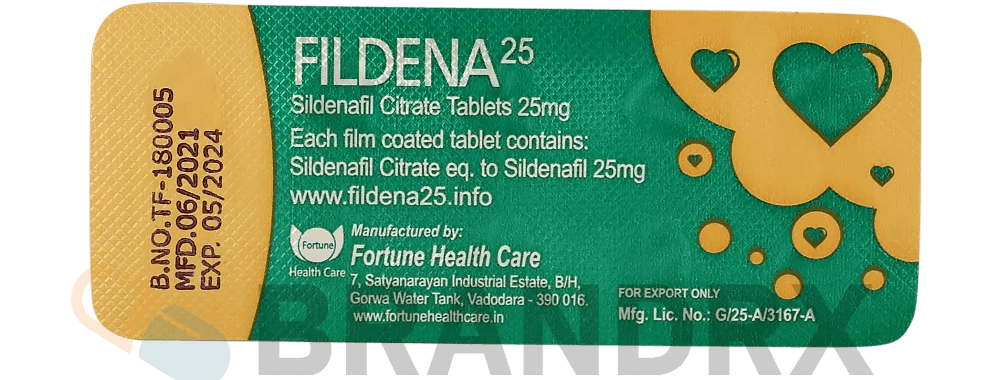 FILDENA 25
Sildenafil Citrate Tablets 25mg
Each film coated tablet contains:
Sildenafil Citrate eq. to Sildenafil 25mg
www.fildena25.info
Fortune
Health Care
Manufactured by:
Fortune Health Care
7, Satyanarayan Industrial Estate, B/H,
Gorwa Water Tank, Vadodara - 390 016.
www.fortunehealthcare.in
FOR EXPORT ONLY
Mfg. Lic. No.: G/25-A/3167-A
B.NO.TF-180005
MFD.06/2021
EXP. 05/2024
BRANDRX